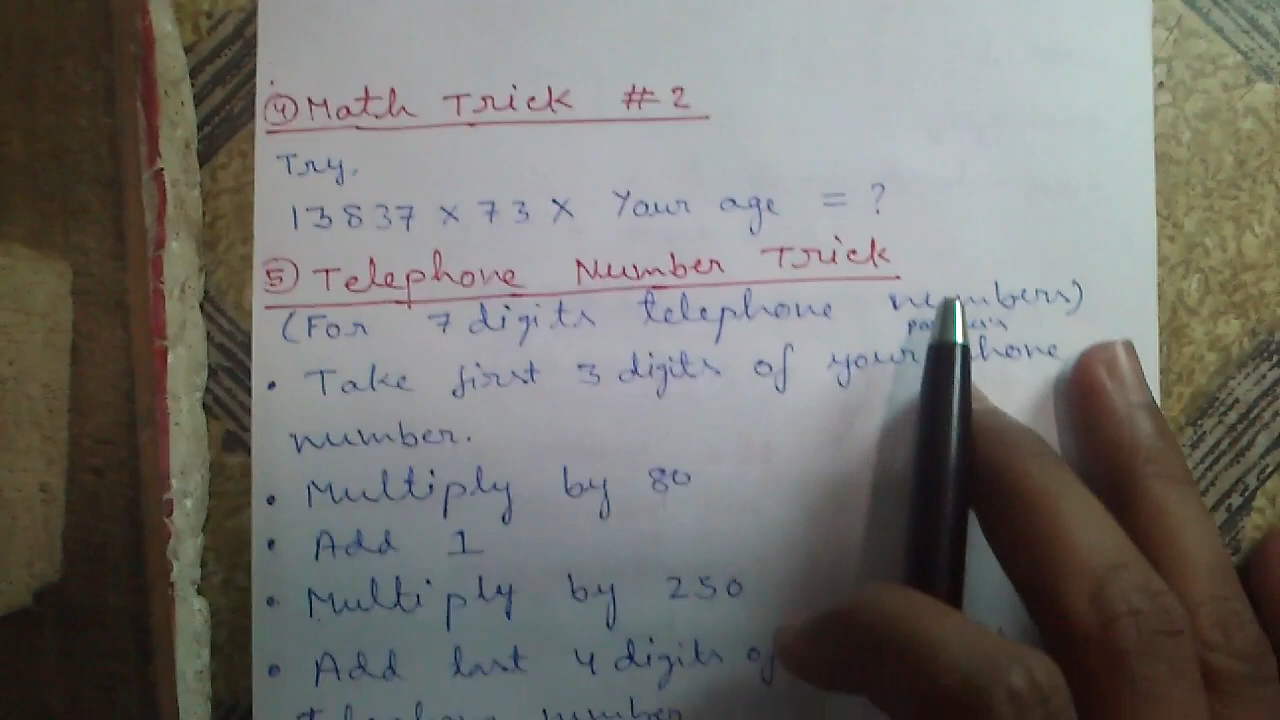 ④ Math Trick #2
Try.
13837 x 73 x Your age = ?
⑤ Telephone Number Trick
(For 7 digits telephone numbers)
• Take first 3 digits of your phone
number.
• Multiply by 80
• Add 1
• Multiply by 250
• Add last 4 digits of
telephone number